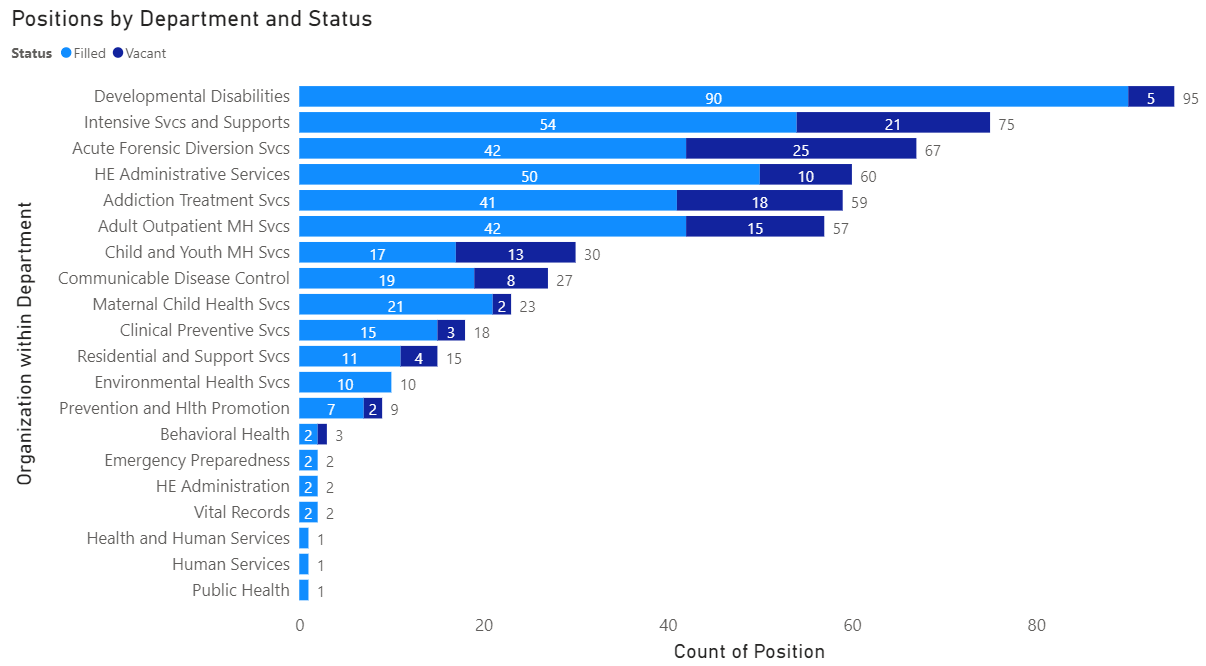 Positions by Department and Status
Status Filled Vacant
Organization within Department
Developmental Disabilities 90 5 95
Intensive Svcs and Supports 54 21 75
Acute Forensic Diversion Svcs 42 25 67
HE Administrative Services 50 10 60
Addiction Treatment Svcs 41 18 59
Adult Outpatient MH Svcs 42 15 57
Child and Youth MH Svcs 17 13 30
Communicable Disease Control 19 8 27
Maternal Child Health Svcs 21 2 23
Clinical Preventive Svcs 15 3 18
Residential and Support Svcs 11 4 15
Environmental Health Svcs 10 10
Prevention and Hlth Promotion 7 2 9
Behavioral Health 2 3
Emergency Preparedness 2 2
HE Administration 2 2
Vital Records 2 2
Health and Human Services 1
Human Services 1
Public Health 1
0 20 40 60 80
Count of Position